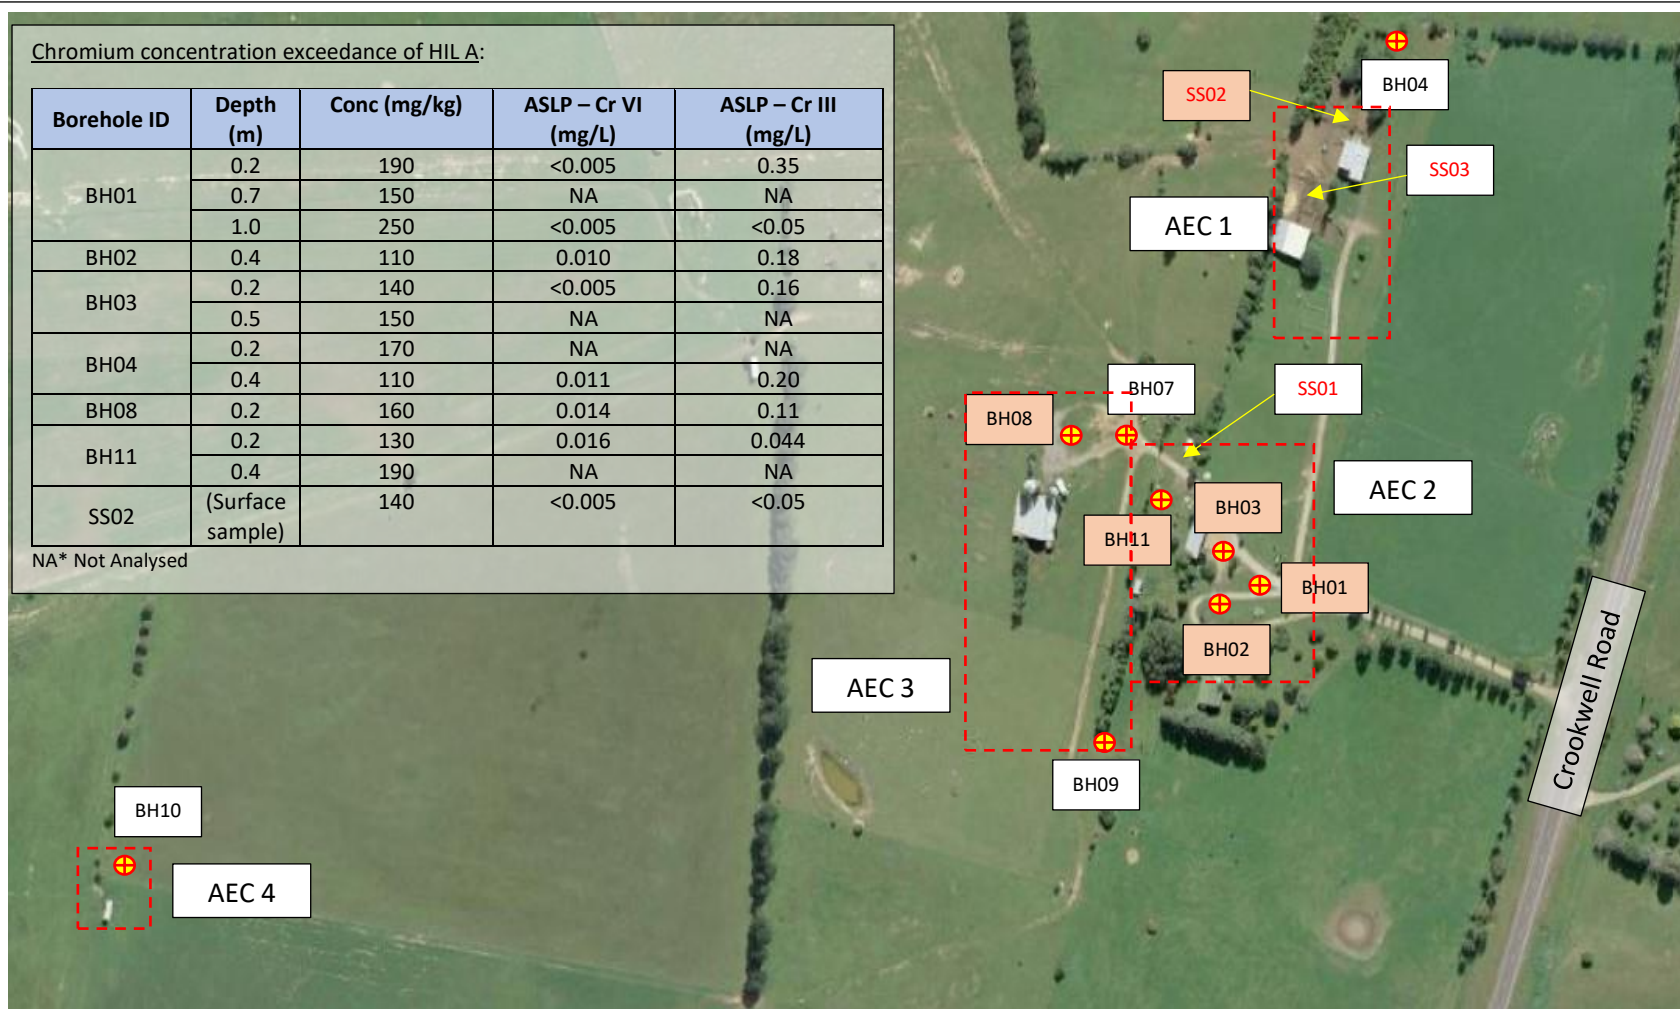 Chromium concentration exceedance of HIL A:
Borehole ID Depth (m) Conc (mg/kg) ASLP – Cr VI (mg/L) ASLP – Cr III (mg/L)
BH01 0.2 190 <0.005 0.35
0.7 150 NA NA
1.0 250 <0.005 <0.05
BH02 0.4 110 0.010 0.18
BH03 0.2 140 <0.005 0.16
0.5 150 NA NA
BH04 0.2 170 NA NA
0.4 110 0.011 0.20
BH08 0.2 160 0.014 0.11
BH11 0.2 130 0.016 0.044
0.4 190 NA NA
SS02 (Surface sample) 140 <0.005 <0.05
NA* Not Analysed
BH04
SS02
SS03
AEC 1
BH07
SS01
BH08
AEC 2
BH03
BH11
BH01
BH02
AEC 3
Crookwell Road
BH09
BH10
AEC 4